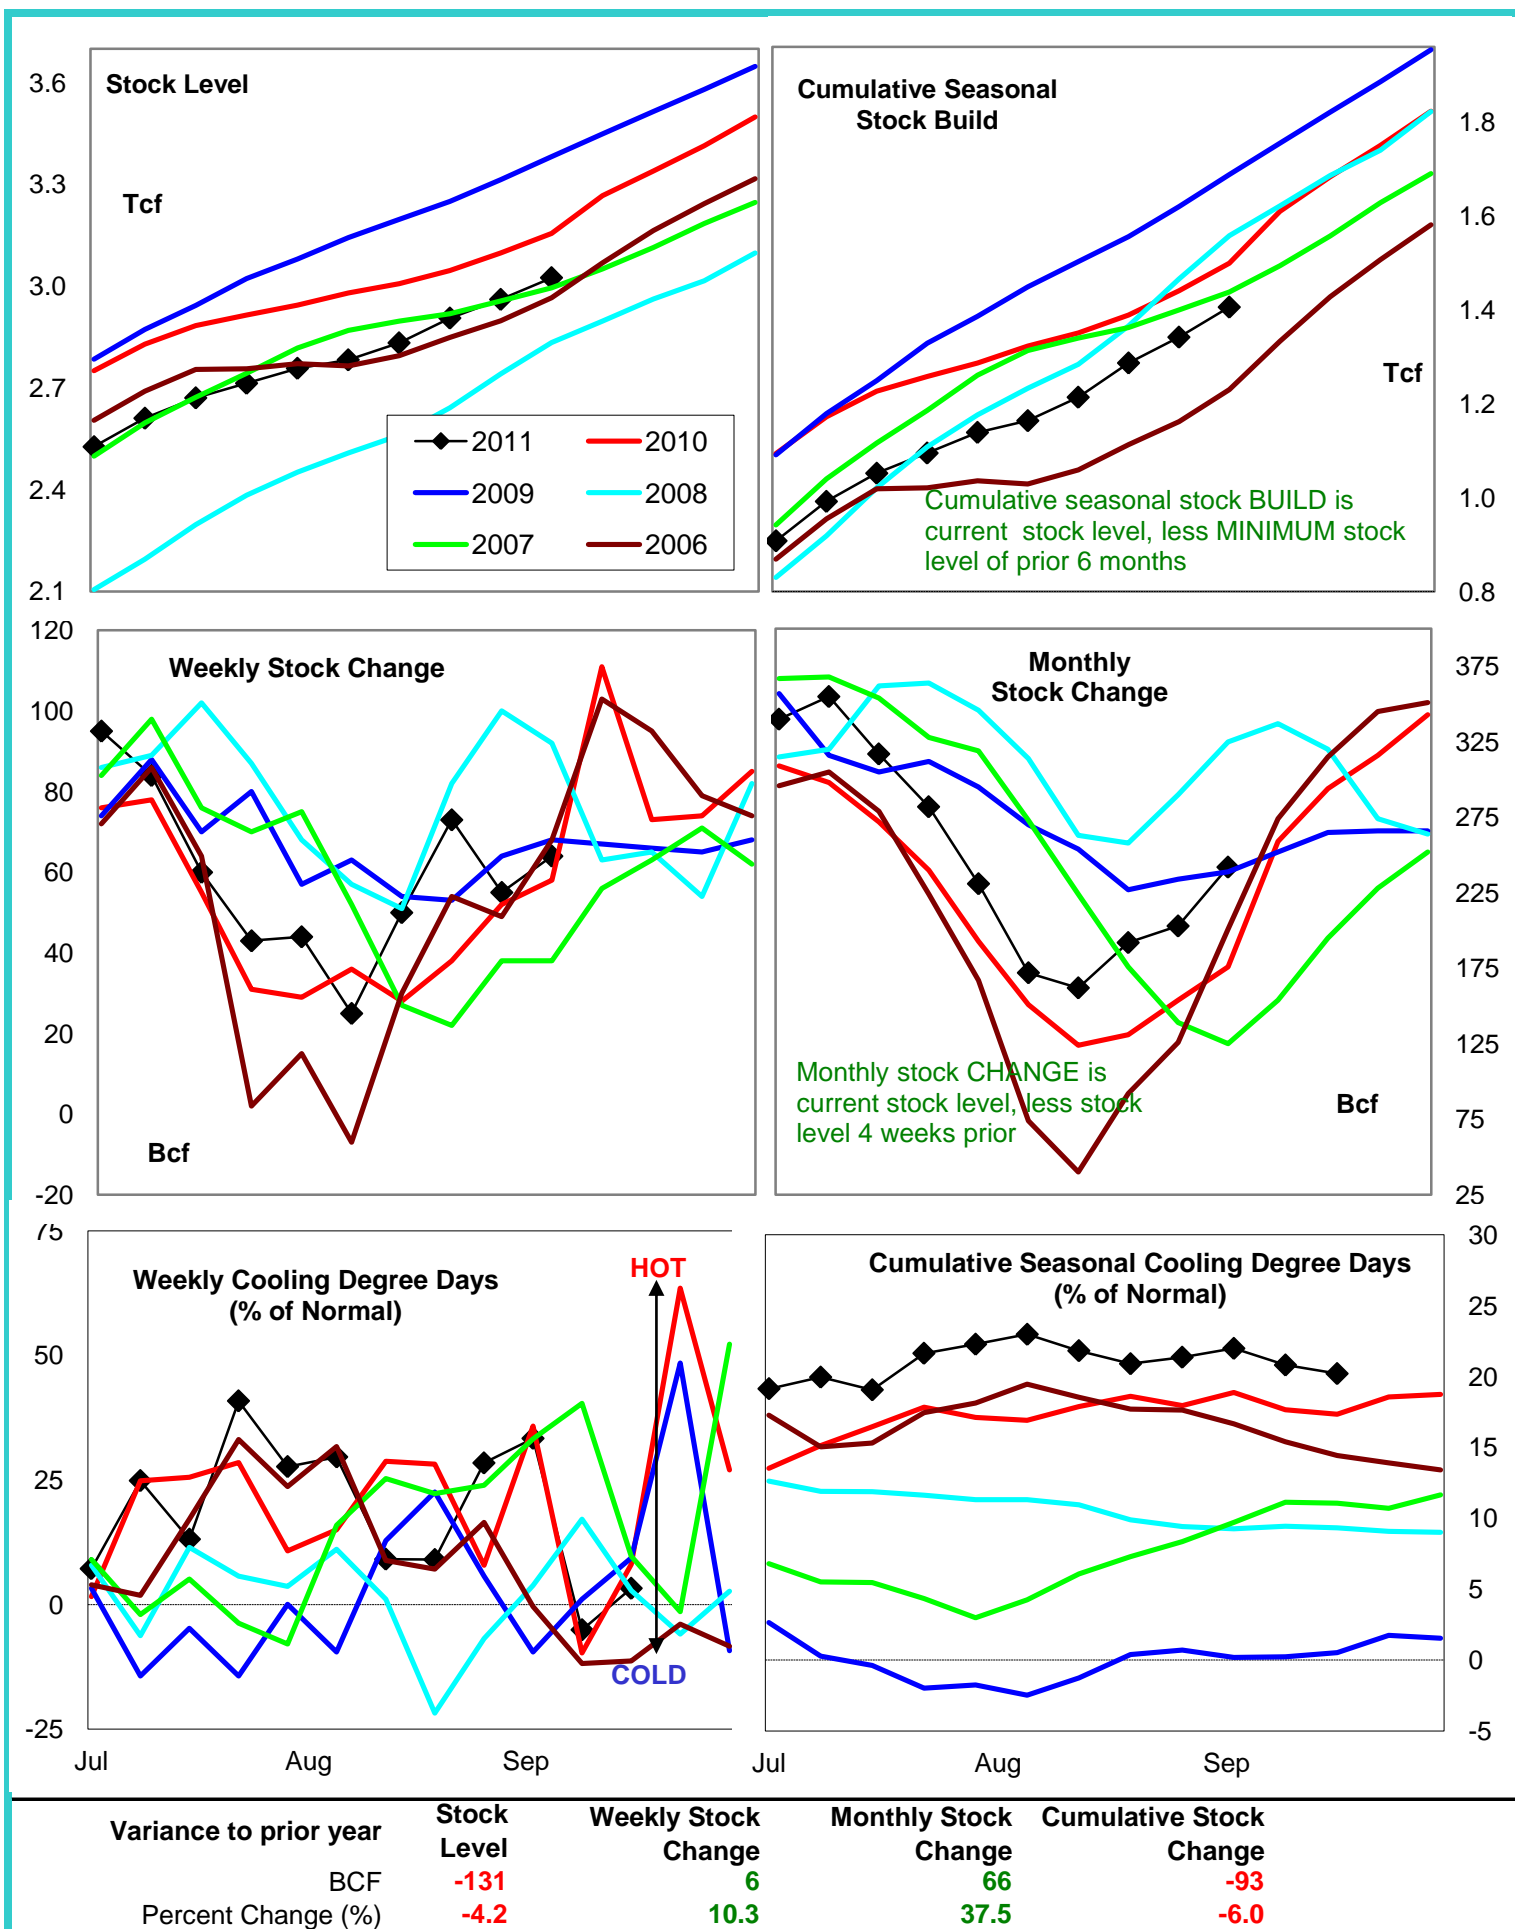 Stock Level
Tcf
3.6
3.3
3.0
2.7
2.4
2.1
2011
2010
2009
2008
2007
2006
Cumulative Seasonal
Stock Build
1.8
1.6
1.4
Tcf
1.2
1.0
0.8
Cumulative seasonal stock BUILD is
current stock level, less MINIMUM stock
level of prior 6 months
Weekly Stock Change
120
100
80
60
40
20
0
-20
Bcf
Monthly
Stock Change
375
325
275
225
175
125
75
25
Monthly stock CHANGE is
current stock level, less stock
level 4 weeks prior
Bcf
75
50
25
0
-25
Weekly Cooling Degree Days
(% of Normal)
HOT
COLD
Jul
Aug
Sep
Cumulative Seasonal Cooling Degree Days
(% of Normal)
30
25
20
15
10
5
0
-5
Jul
Aug
Sep
Variance to prior year
Stock
Level
Weekly Stock
Change
Monthly Stock
Change
Cumulative Stock
Change
BCF -131 6 66 -93
Percent Change (%) -4.2 10.3 37.5 -6.0